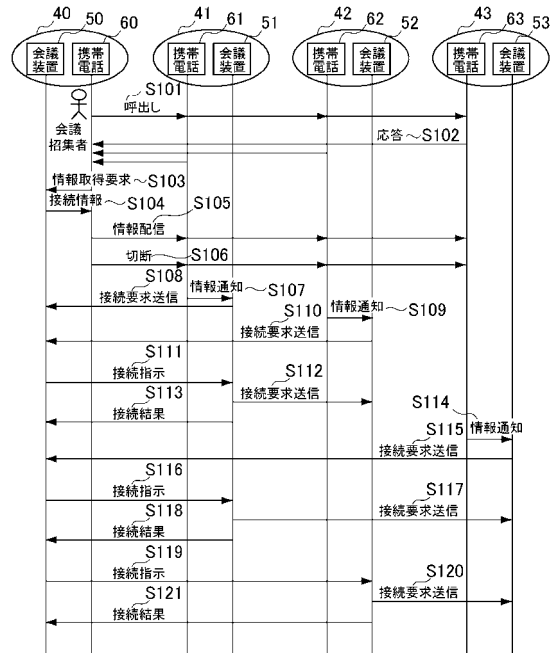 40 50 60 41 61 51 42 62 52 43 63 53
会議 携帯 携帯 会議 携帯 会議 携帯 会議
装置 電話 電話 装置 電話 装置 電話 装置
S101
呼出し
会議
招集者
応答 S102
情報取得要求 S103
接続情報 S104
S105
情報配信
切断 S106
S108
情報通知 S107
接続要求送信
S110
情報通知 S109
接続要求送信
S111
接続指示
S112
接続要求送信
S113
接続結果
S114
情報通知
S115
接続要求送信
S116
接続指示
S117
接続要求送信
S118
接続結果
S119
接続指示
S120
接続要求送信
S121
接続結果